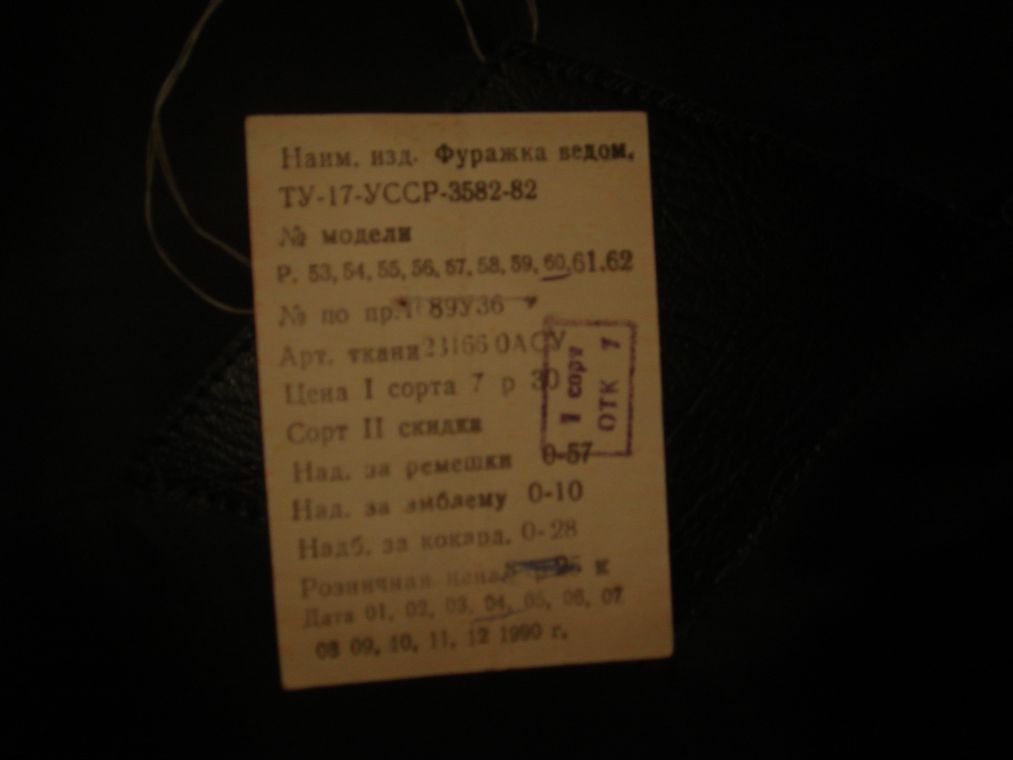 Наим. изд. Фуражка ведом.
ТУ-17-УССР-3582-82
№ модели
Р. 53, 54, 55, 56, 57, 58, 59, 60, 61.62
№ по пр. 89У36
Арт. ткани 23166 ОАСУ
Цена I сорта 7 р 30
Сорт II скидки
Над. за ремешки 0-57
Над. за эмблему 0-10
Надб. за кокард. 0-28
Розничная цена к
Дата 01, 02, 03, 04, 05, 06, 07
08 09, 10, 11, 12 1990 г.
1 сорт
ОТК 7